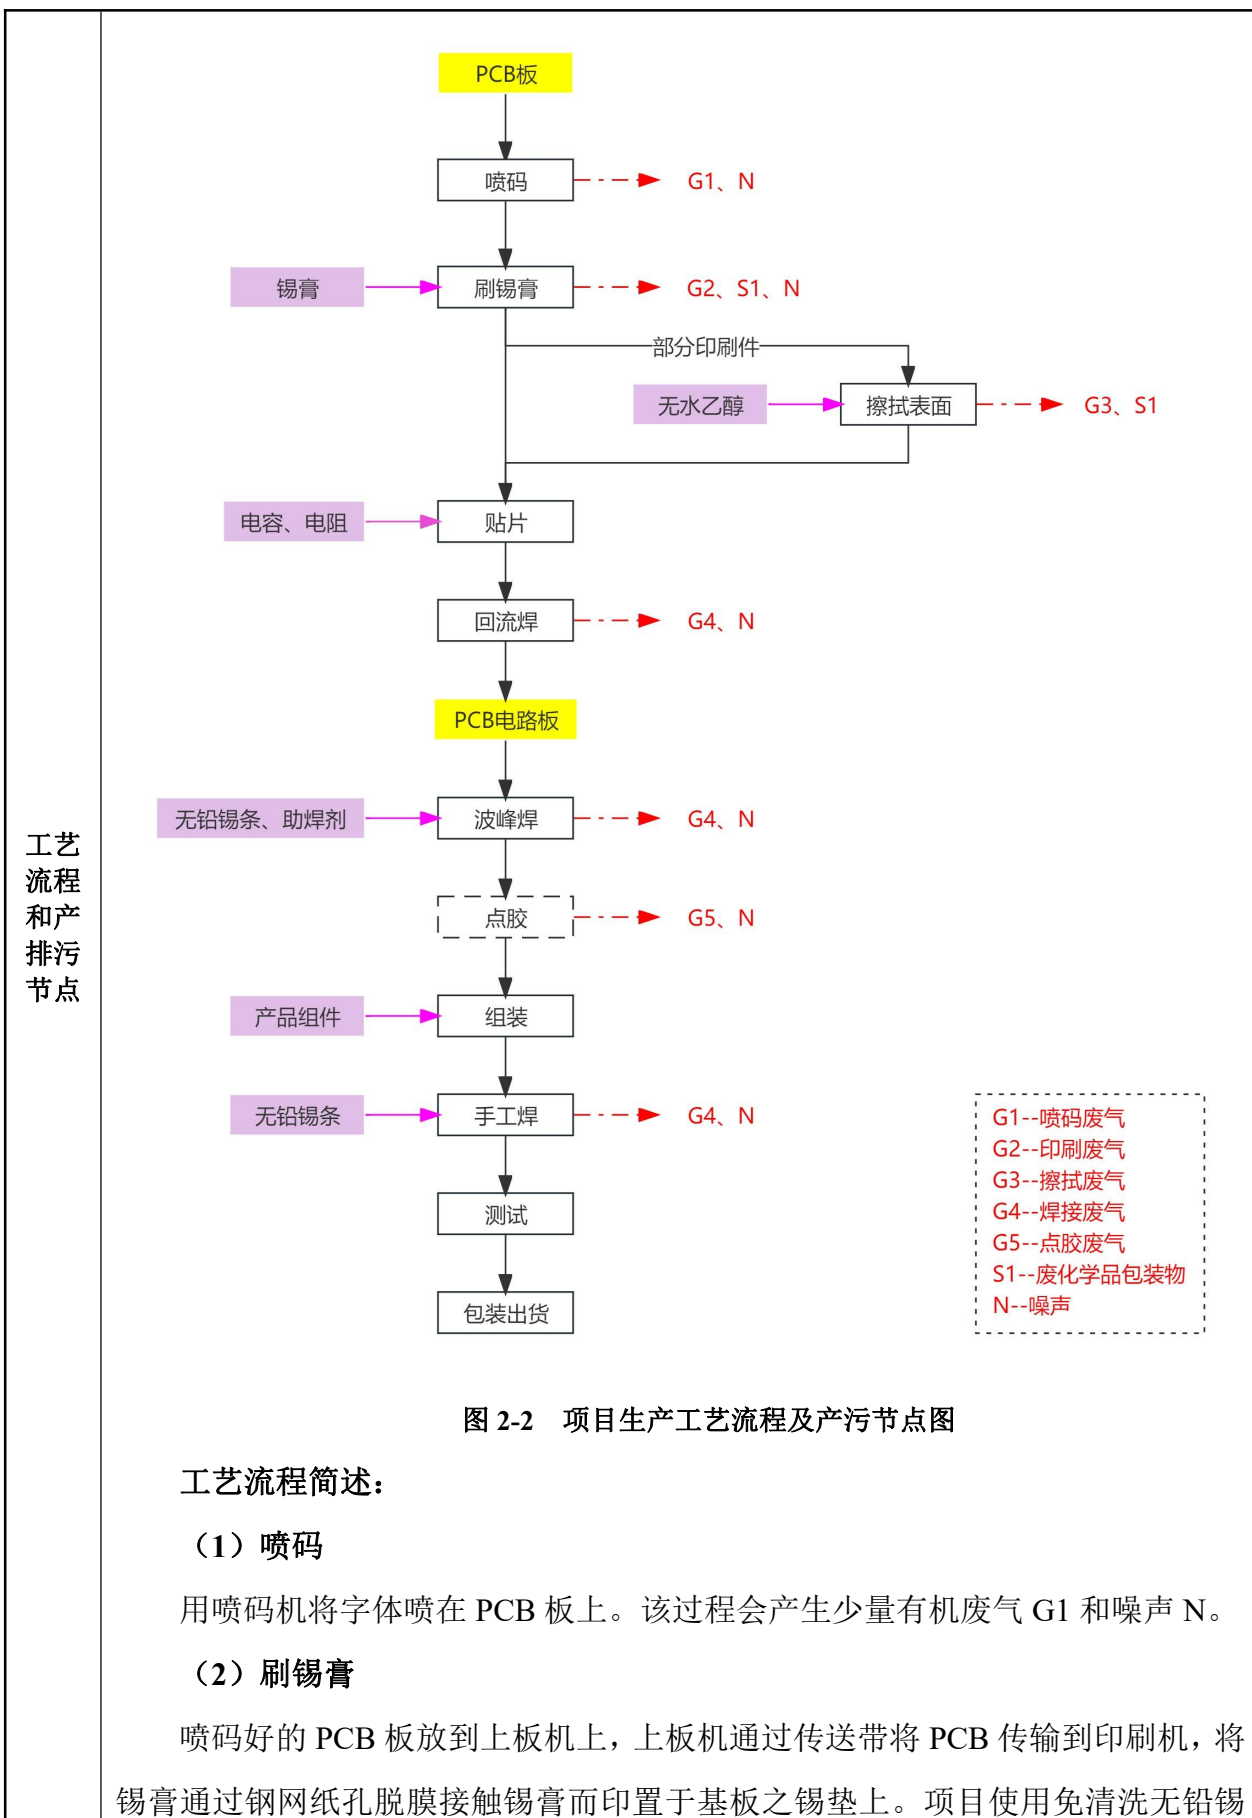 PCB板
喷码
G1、N
锡膏
刷锡膏
G2、S1、N
部分印刷件
无水乙醇
擦拭表面
G3、S1
电容、电阻
贴片
回流焊
G4、N
PCB电路板
无铅锡条、助焊剂
波峰焊
G4、N
点胶
G5、N
产品组件
组装
无铅锡条
手工焊
G4、N
测试
包装出货
G1--喷码废气
G2--印刷废气
G3--擦拭废气
G4--焊接废气
G5--点胶废气
S1--废化学品包装物
N--噪声
工艺
流程
和产
排污
节点
图 2-2 项目生产工艺流程及产污节点图
工艺流程简述：
（1）喷码
用喷码机将字体喷在 PCB 板上。该过程会产生少量有机废气 G1 和噪声 N。
（2）刷锡膏
喷码好的 PCB 板放到上板机上，上板机通过传送带将 PCB 传输到印刷机，将
锡膏通过钢网纸孔脱膜接触锡膏而印置于基板之锡垫上。项目使用免清洗无铅锡